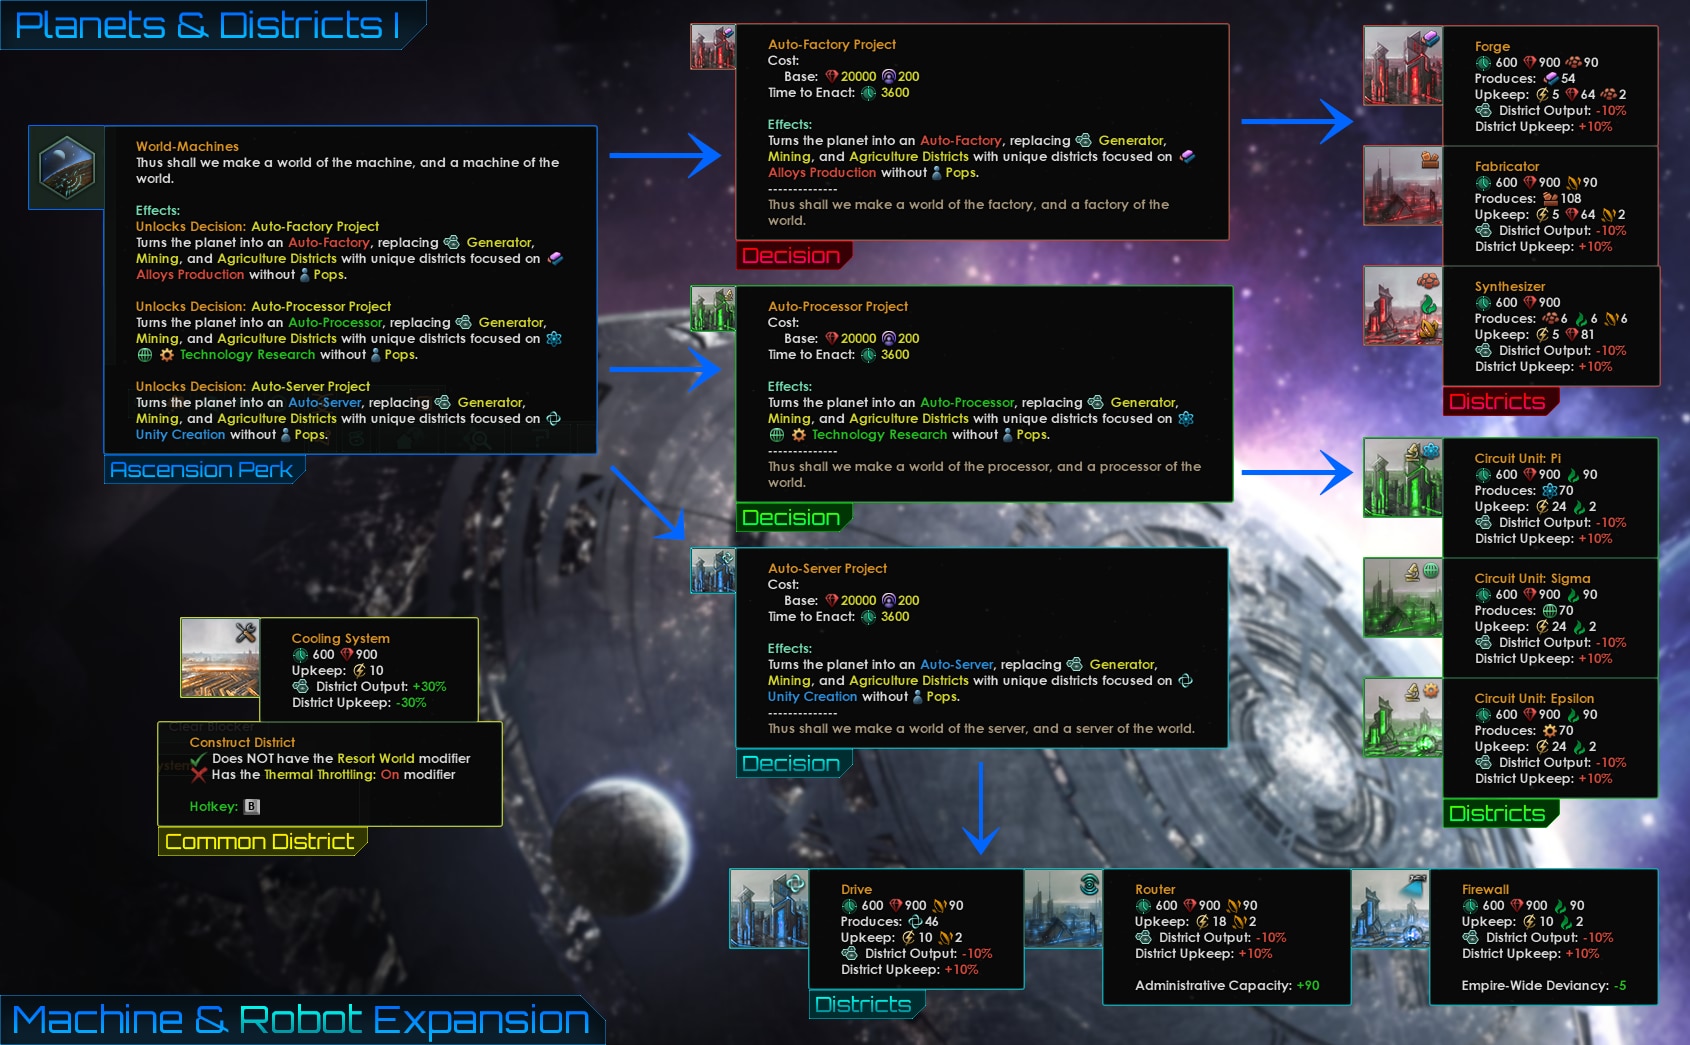 Planets & Districts I
World-Machines
Thus shall we make a world of the machine, and a machine of the
world.
Effects:
Unlocks Decision: Auto-Factory Project
Turns the planet into an Auto-Factory, replacing Generator,
Mining, and Agriculture Districts with unique districts focused on
Alloys Production without Pops.
Unlocks Decision: Auto-Processor Project
Turns the planet into an Auto-Processor, replacing Generator,
Mining, and Agriculture Districts with unique districts focused on
Technology Research without Pops.
Unlocks Decision: Auto-Server Project
Turns the planet into an Auto-Server, replacing Generator,
Mining, and Agriculture Districts with unique districts focused on
Unity Creation without Pops.
Ascension Perk
Auto-Factory Project
Cost:
Base: 20000 200
Time to Enact: 3600
Effects:
Turns the planet into an Auto-Factory, replacing Generator,
Mining, and Agriculture Districts with unique districts focused on
Alloys Production without Pops.
--------------
Thus shall we make a world of the factory, and a factory of the
world.
Decision
Auto-Processor Project
Cost:
Base: 20000 200
Time to Enact: 3600
Effects:
Turns the planet into an Auto-Processor, replacing Generator,
Mining, and Agriculture Districts with unique districts focused on
Technology Research without Pops.
--------------
Thus shall we make a world of the processor, and a processor of the
world.
Decision
Auto-Server Project
Cost:
Base: 20000 200
Time to Enact: 3600
Effects:
Turns the planet into an Auto-Server, replacing Generator,
Mining, and Agriculture Districts with unique districts focused on
Unity Creation without Pops.
--------------
Thus shall we make a world of the server, and a server of the world.
Decision
Forge
600 900 90
Produces: 54
Upkeep: 5 64 2
District Output: -10%
District Upkeep: +10%
Fabricator
600 900 90
Produces: 108
Upkeep: 5 64 2
District Output: -10%
District Upkeep: +10%
Synthesizer
600 900
Produces: 6 6 6
Upkeep: 5 81
District Output: -10%
District Upkeep: +10%
Districts
Circuit Unit: Pi
600 900 90
Produces: 70
Upkeep: 24 2
District Output: -10%
District Upkeep: +10%
Circuit Unit: Sigma
600 900 90
Produces: 70
Upkeep: 24 2
District Output: -10%
District Upkeep: +10%
Circuit Unit: Epsilon
600 900 90
Produces: 70
Upkeep: 24 2
District Output: -10%
District Upkeep: +10%
Districts
Cooling System
600 900
Upkeep: 10
District Output: +30%
District Upkeep: -30%
Clear Blocker
Construct District
Does NOT have the Resort World modifier
Has the Thermal Throttling: On modifier
Hotkey: B
Common District
Drive
600 900 90
Produces: 46
Upkeep: 10 2
District Output: -10%
District Upkeep: +10%
Districts
Router
600 900 90
Upkeep: 18 2
District Output: -10%
District Upkeep: +10%
Administrative Capacity: +90
Firewall
600 900 90
Upkeep: 10 2
District Output: -10%
District Upkeep: +10%
Empire-Wide Deviancy: -5
Machine & Robot Expansion